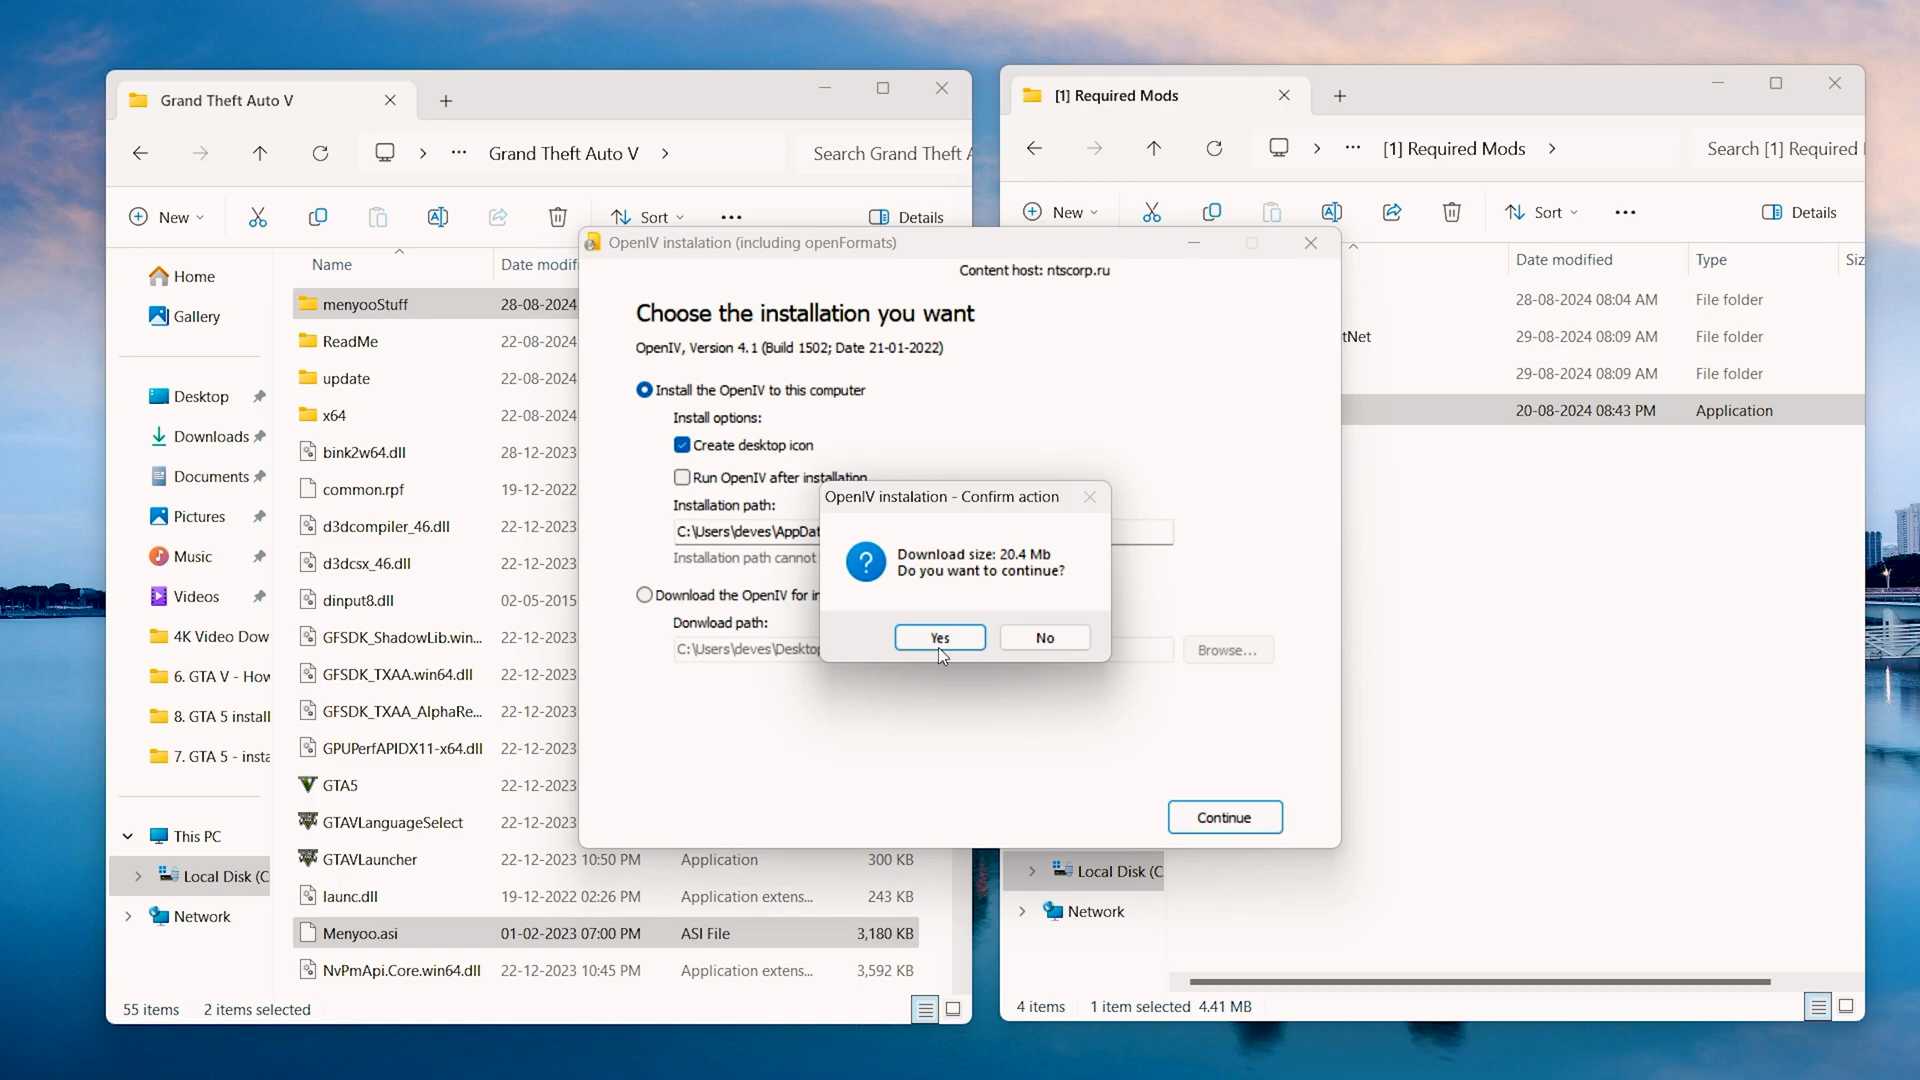 Grand Theft Auto V
Grand Theft Auto V
Search Grand Theft A
New
Sort
Details
Name
Date modif
Home
Gallery
Desktop
Downloads
Documents
Pictures
Music
Videos
4K Video Dow
6. GTA V - How
8. GTA 5 install
7. GTA 5 - insta
This PC
Local Disk (C
Network
menyooStuff 28-08-2024
ReadMe 22-08-2024
update 22-08-2024
x64 22-08-2024
bink2w64.dll 28-12-2023
common.rpf 19-12-2022
d3dcompiler_46.dll 22-12-2023
d3dcsx_46.dll 22-12-2023
dinput8.dll 02-05-2015
GFSDK_ShadowLib.win... 22-12-2023
GFSDK_TXAA.win64.dll 22-12-2023
GFSDK_TXAA_AlphaRe... 22-12-2023
GPUPerfAPIDX11-x64.dll 22-12-2023
GTA5 22-12-2023
GTAVLanguageSelect 22-12-2023
GTAVLauncher 22-12-2023 10:50 PM Application 300 KB
launc.dll 19-12-2022 02:26 PM Application extens... 243 KB
Menyoo.asi 01-02-2023 07:00 PM ASI File 3,180 KB
NvPmApi.Core.win64.dll 22-12-2023 10:45 PM Application extens... 3,592 KB
55 items 2 items selected
OpenIV instalation (including openFormats)
Content host: ntscorp.ru
Choose the installation you want
OpenIV, Version 4.1 (Build 1502; Date 21-01-2022)
Install the OpenIV to this computer
Install options:
Create desktop icon
Run OpenIV after installation
Installation path:
C:\Users\deves\AppDat
Installation path cannot
Download the OpenIV for in
Donwload path:
C:\Users\deves\Desktop
Browse...
Continue
OpenIV instalation - Confirm action
Download size: 20.4 Mb
Do you want to continue?
Yes
No
[1] Required Mods
[1] Required Mods
Search [1] Required
New
Sort
Details
Date modified
Type
Siz
28-08-2024 08:04 AM File folder
tNet 29-08-2024 08:09 AM File folder
29-08-2024 08:09 AM File folder
20-08-2024 08:43 PM Application
Local Disk (C
Network
4 items 1 item selected 4.41 MB